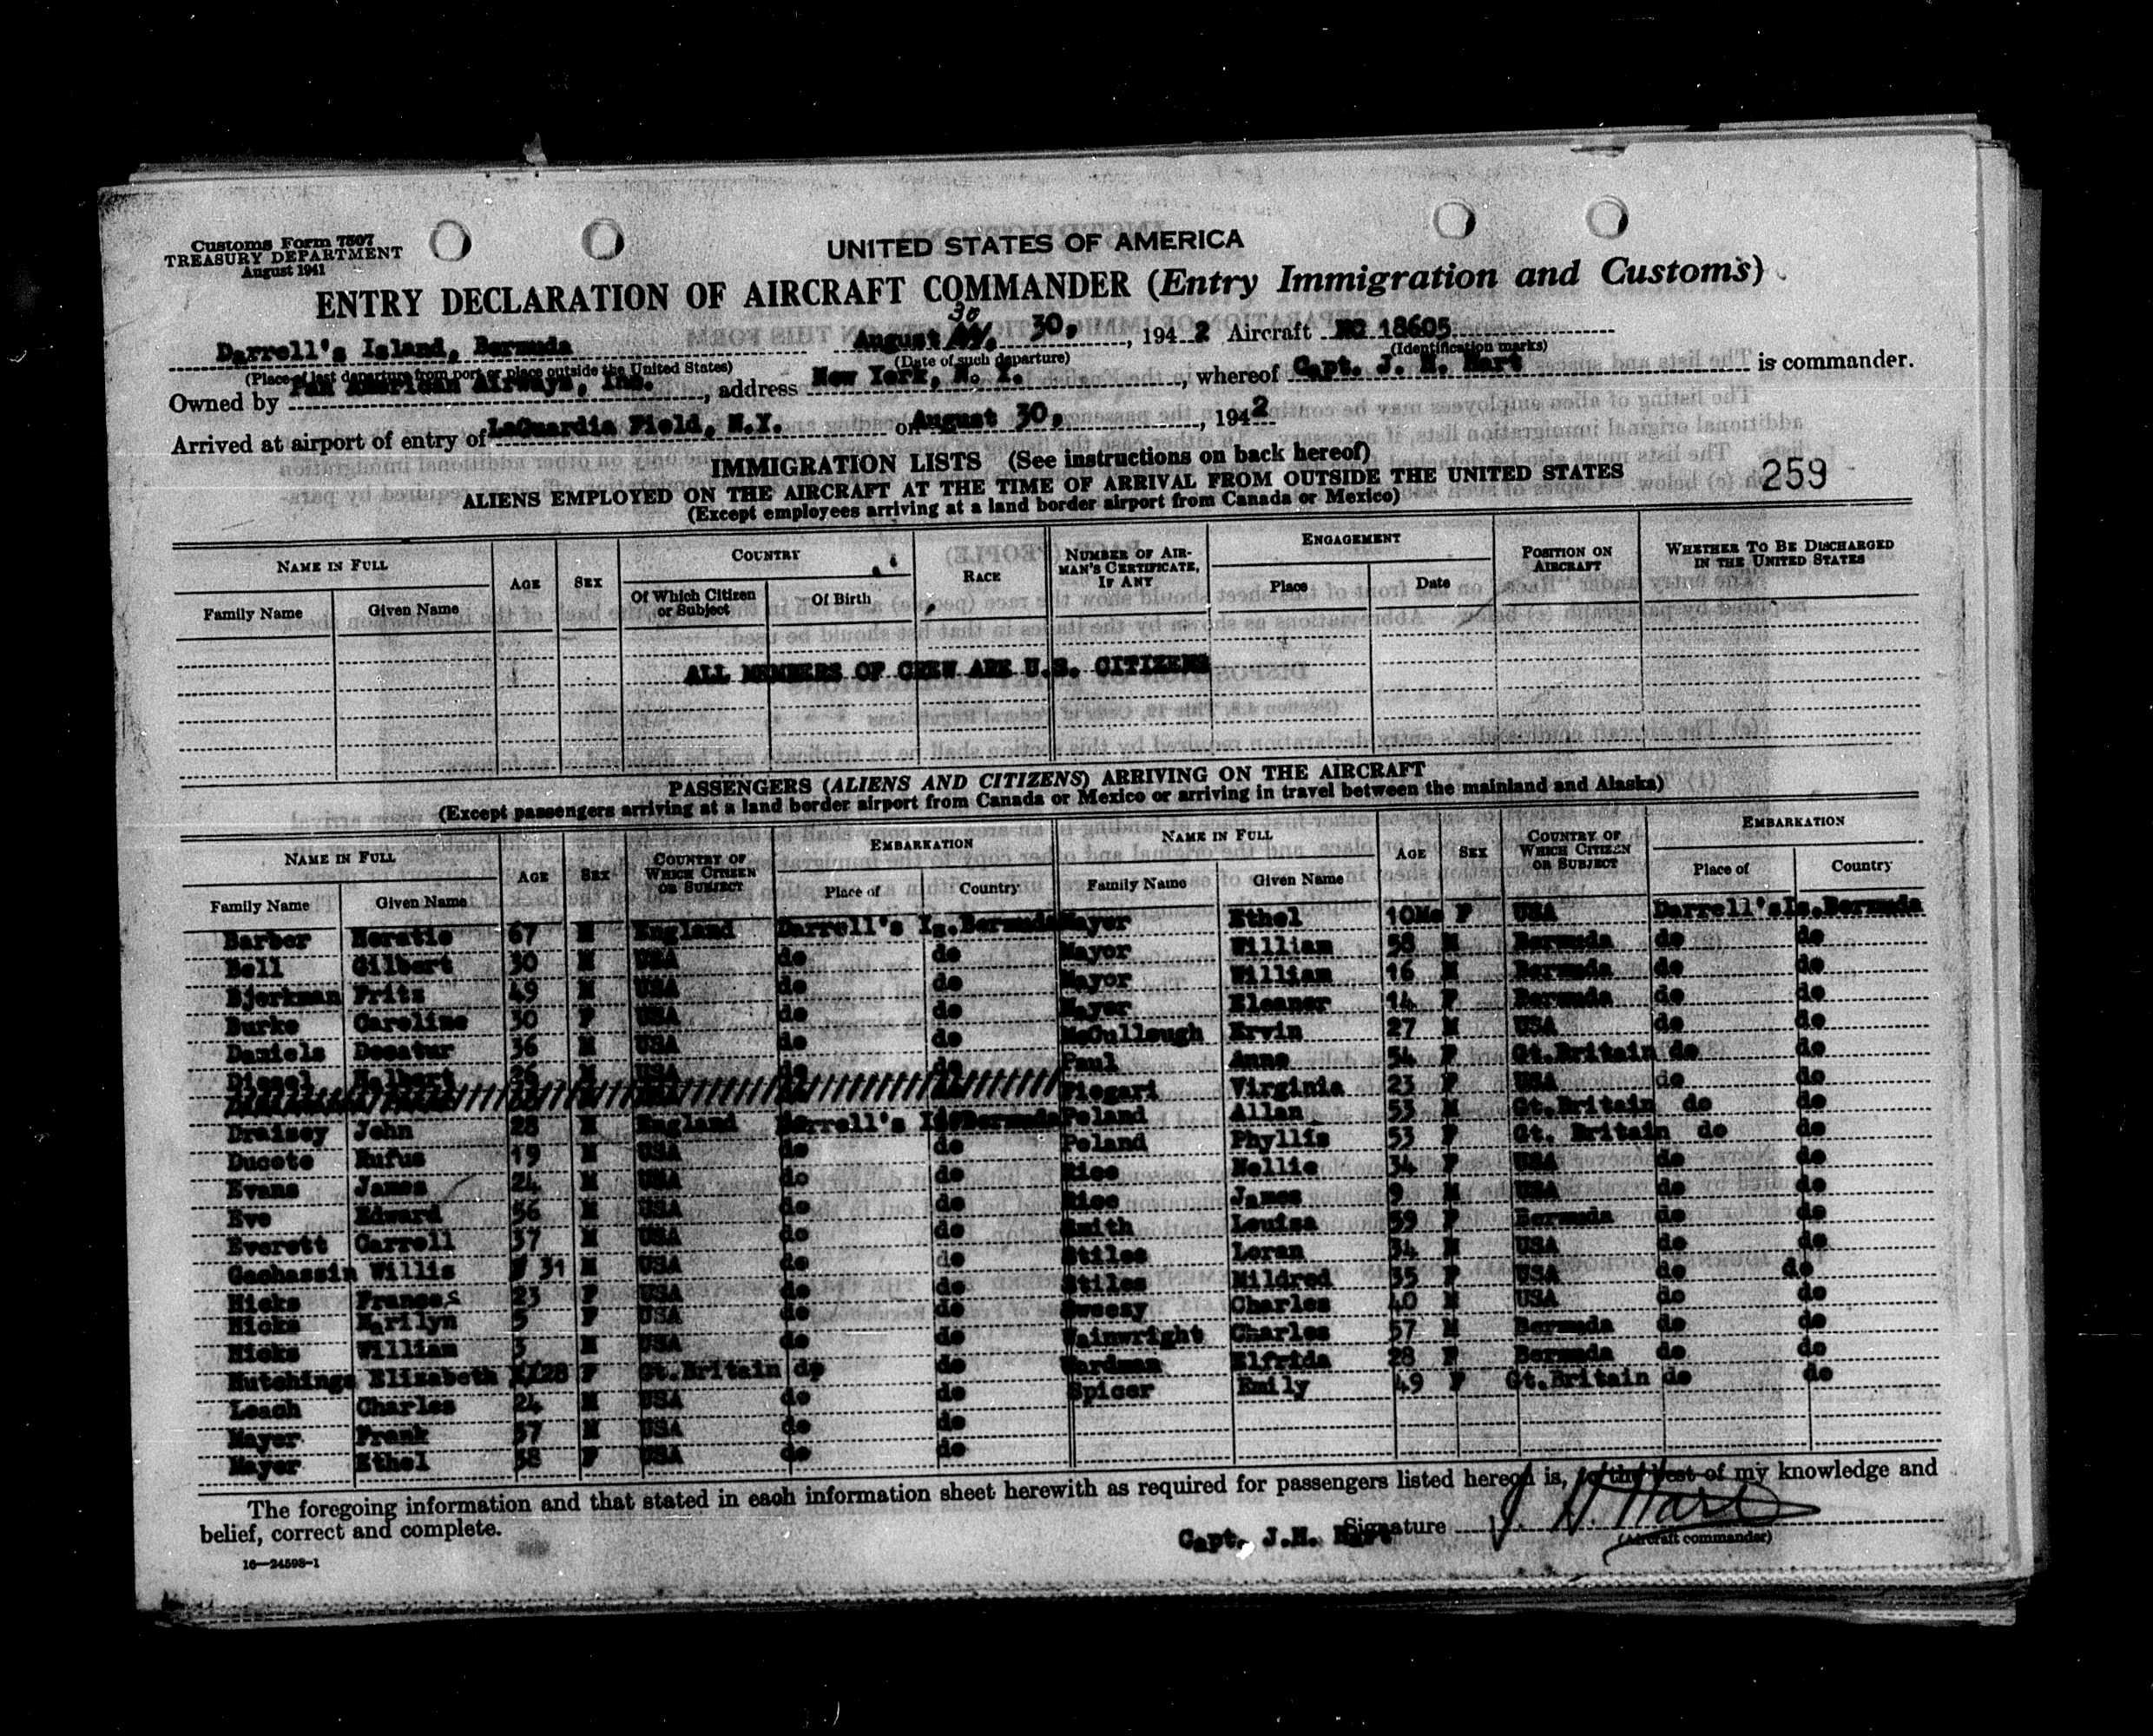 Customs Form 7507
TREASURY DEPARTMENT
August 1941
UNITED STATES OF AMERICA
ENTRY DECLARATION OF AIRCRAFT COMMANDER (Entry Immigration and Customs)
30
Darrell's Island, Bermuda August 30, 1942 Aircraft NC 18605
(Place of last departure from port or place outside the United States) (Date of such departure) (Identification marks)
Owned by Pan American Airways, Inc., address New York, N. Y., whereof Capt. J. H. Hart is commander.
Arrived at airport of entry of LaGuardia Field, N.Y. on August 30, 1942
IMMIGRATION LISTS (See instructions on back hereof)
ALIENS EMPLOYED ON THE AIRCRAFT AT THE TIME OF ARRIVAL FROM OUTSIDE THE UNITED STATES
259
(Except employees arriving at a land border airport from Canada or Mexico)
NAME IN FULL AGE SEX COUNTRY RACE NUMBER OF AIRMAN'S CERTIFICATE, IF ANY ENGAGEMENT POSITION ON AIRCRAFT WHETHER TO BE DISCHARGED IN THE UNITED STATES
Family Name Given Name Of Which Citizen or Subject Of Birth Place Date
ALL MEMBERS OF CREW ARE U.S. CITIZENS
PASSENGERS (ALIENS AND CITIZENS) ARRIVING ON THE AIRCRAFT
(Except passengers arriving at a land border airport from Canada or Mexico or arriving in travel between the mainland and Alaska)
NAME IN FULL AGE SEX COUNTRY OF WHICH CITIZEN OR SUBJECT EMBARKATION NAME IN FULL AGE SEX COUNTRY OF WHICH CITIZEN OR SUBJECT EMBARKATION
Family Name Given Name Place of Country Family Name Given Name Place of Country
Barber Horatio 67 M England Darrell's Is. Bermuda Mayer Ethel 10Mo F USA Darrell's Is. Bermuda
Bell Gilbert 30 M USA do do Mayor William 58 M Bermuda do do
Bjorkman Fritz 49 M USA do do Mayor William 16 M Bermuda do do
Burke Caroline 30 F USA do do Mayer Eleanor 14 F Bermuda do do
Daniels Decatur 36 M USA do do McCullough Ervin 27 M USA do do
Diesel 26 M USA do do Paul Anne 54 F Gt.Britain do do
Piegari Virginia 23 F USA do do
Draisey John 28 M England Darrell's Is. Bermuda Poland Allan 53 M Gt.Britain do do
Ducote Rufus 19 M USA do do Poland Phyllis 53 F Gt. Britain do do
Evans James 24 M USA do do Rice Nellie 34 F USA do do
Eve Edward 56 M USA do do Rice James 9 M USA do do
Everett Carroll 37 M USA do do Smith Louisa 59 F Bermuda do do
Gachassin Willis 31 M USA do do Stiles Loran 34 M USA do do
Hicks Frances 23 F USA do do Stiles Mildred 35 F USA do do
Hicks Marilyn 5 F USA do do Sweesy Charles 40 M USA do do
Hicks William 3 M USA do do Wainwright Charles 57 M Bermuda do do
Hutchings Elizabeth 28 F Gt.Britain do do Wardman Elfrida 28 F Bermuda do do
Leach Charles 24 M USA do do Spicer Emily 49 F Gt.Britain do do
Mayer Frank 37 M USA do do
Mayer Ethel 38 F USA do do
The foregoing information and that stated in each information sheet herewith as required for passengers listed hereon is, to the best of my knowledge and
belief, correct and complete.
Capt. J.H. Hart Signature J. H. Hart
(Aircraft commander)
16—24598-1